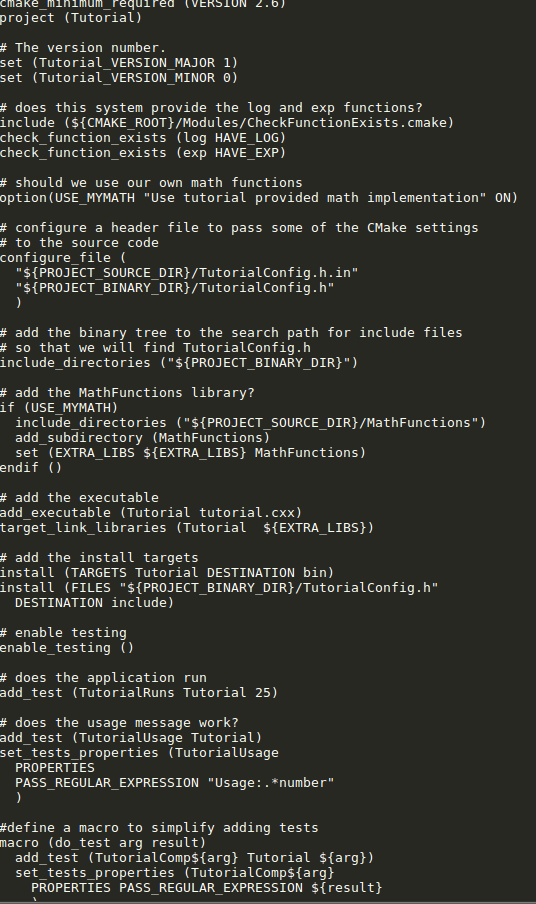 cmake_minimum_required (VERSION 2.6)
project (Tutorial)
# The version number.
set (Tutorial_VERSION_MAJOR 1)
set (Tutorial_VERSION_MINOR 0)
# does this system provide the log and exp functions?
include (${CMAKE_ROOT}/Modules/CheckFunctionExists.cmake)
check_function_exists (log HAVE_LOG)
check_function_exists (exp HAVE_EXP)
# should we use our own math functions
option(USE_MYMATH "Use tutorial provided math implementation" ON)
# configure a header file to pass some of the CMake settings
# to the source code
configure_file (
  "${PROJECT_SOURCE_DIR}/TutorialConfig.h.in"
  "${PROJECT_BINARY_DIR}/TutorialConfig.h"
  )
# add the binary tree to the search path for include files
# so that we will find TutorialConfig.h
include_directories ("${PROJECT_BINARY_DIR}")
# add the MathFunctions library?
if (USE_MYMATH)
  include_directories ("${PROJECT_SOURCE_DIR}/MathFunctions")
  add_subdirectory (MathFunctions)
  set (EXTRA_LIBS ${EXTRA_LIBS} MathFunctions)
endif ()
# add the executable
add_executable (Tutorial tutorial.cxx)
target_link_libraries (Tutorial  ${EXTRA_LIBS})
# add the install targets
install (TARGETS Tutorial DESTINATION bin)
install (FILES "${PROJECT_BINARY_DIR}/TutorialConfig.h"
  DESTINATION include)
# enable testing
enable_testing ()
# does the application run
add_test (TutorialRuns Tutorial 25)
# does the usage message work?
add_test (TutorialUsage Tutorial)
set_tests_properties (TutorialUsage
  PROPERTIES
  PASS_REGULAR_EXPRESSION "Usage:.*number"
  )
#define a macro to simplify adding tests
macro (do_test arg result)
  add_test (TutorialComp${arg} Tutorial ${arg})
  set_tests_properties (TutorialComp${arg}
    PROPERTIES PASS_REGULAR_EXPRESSION ${result}
    )